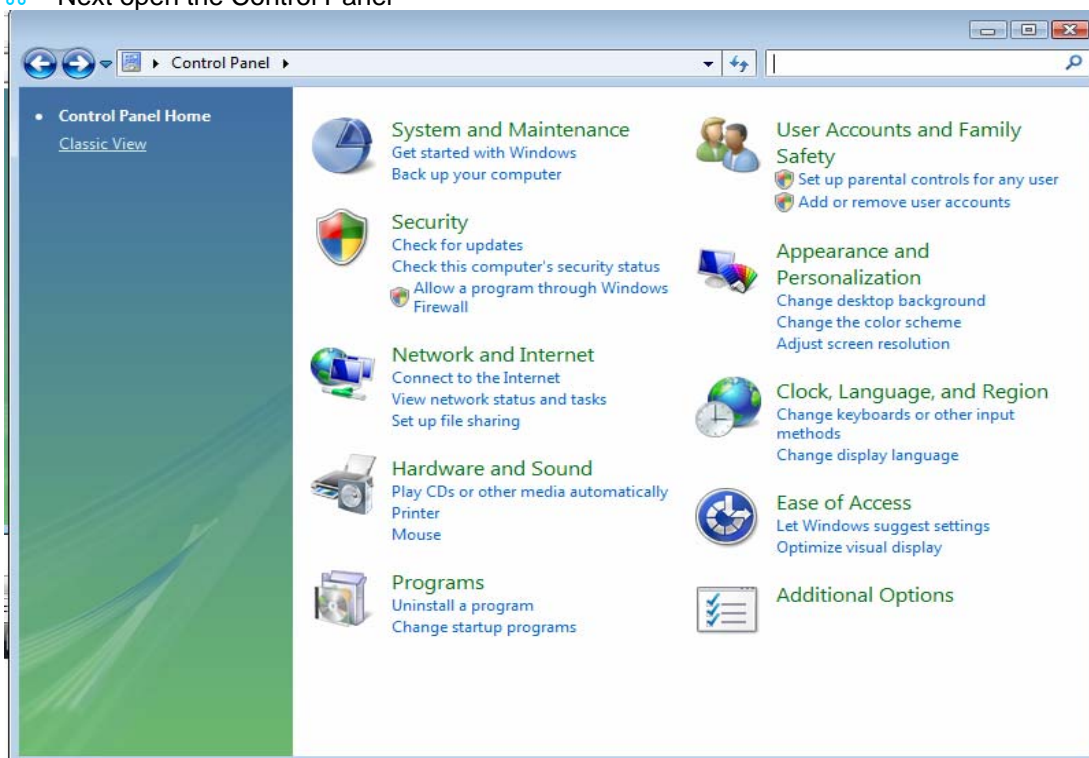 Next open the Control Panel
Control Panel
Control Panel Home
Classic View
System and Maintenance
Get started with Windows
Back up your computer
Security
Check for updates
Check this computer's security status
Allow a program through Windows
Firewall
Network and Internet
Connect to the Internet
View network status and tasks
Set up file sharing
Hardware and Sound
Play CDs or other media automatically
Printer
Mouse
Programs
Uninstall a program
Change startup programs
User Accounts and Family
Safety
Set up parental controls for any user
Add or remove user accounts
Appearance and
Personalization
Change desktop background
Change the color scheme
Adjust screen resolution
Clock, Language, and Region
Change keyboards or other input
methods
Change display language
Ease of Access
Let Windows suggest settings
Optimize visual display
Additional Options